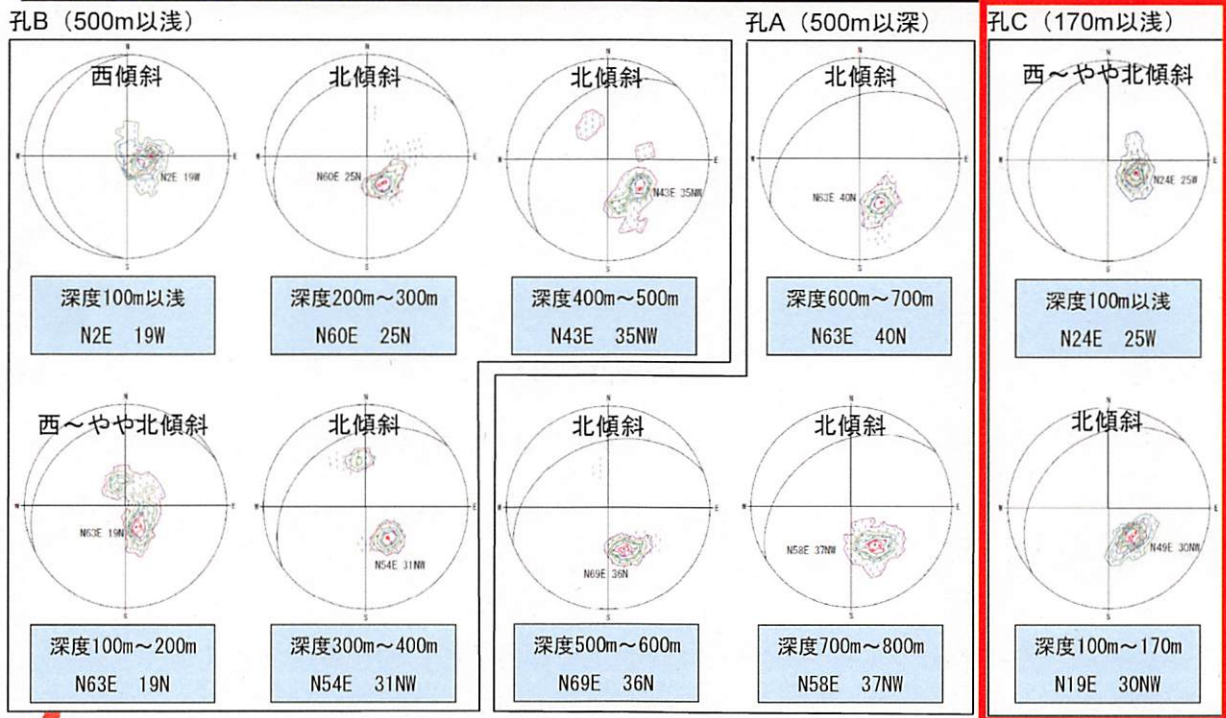 孔B（500m以浅）
孔A（500m以深）
孔C（170m以浅）
西傾斜
N
W
E
S
N2E 19W
深度100m以浅
N2E 19W
北傾斜
N
W
E
S
N60E 25N
深度200m～300m
N60E 25N
北傾斜
N
W
E
S
N43E 35NW
深度400m～500m
N43E 35NW
北傾斜
N
W
E
S
N63E 40N
深度600m～700m
N63E 40N
西～やや北傾斜
N
W
E
S
N24E 25W
深度100m以浅
N24E 25W
西～やや北傾斜
N
W
E
S
N63E 19N
深度100m～200m
N63E 19N
北傾斜
N
W
E
S
N54E 31NW
深度300m～400m
N54E 31NW
北傾斜
N
W
E
S
N69E 36N
深度500m～600m
N69E 36N
北傾斜
N
W
E
S
N58E 37NW
深度700m～800m
N58E 37NW
北傾斜
N
W
E
S
N49E 30NW
深度100m～170m
N19E 30NW